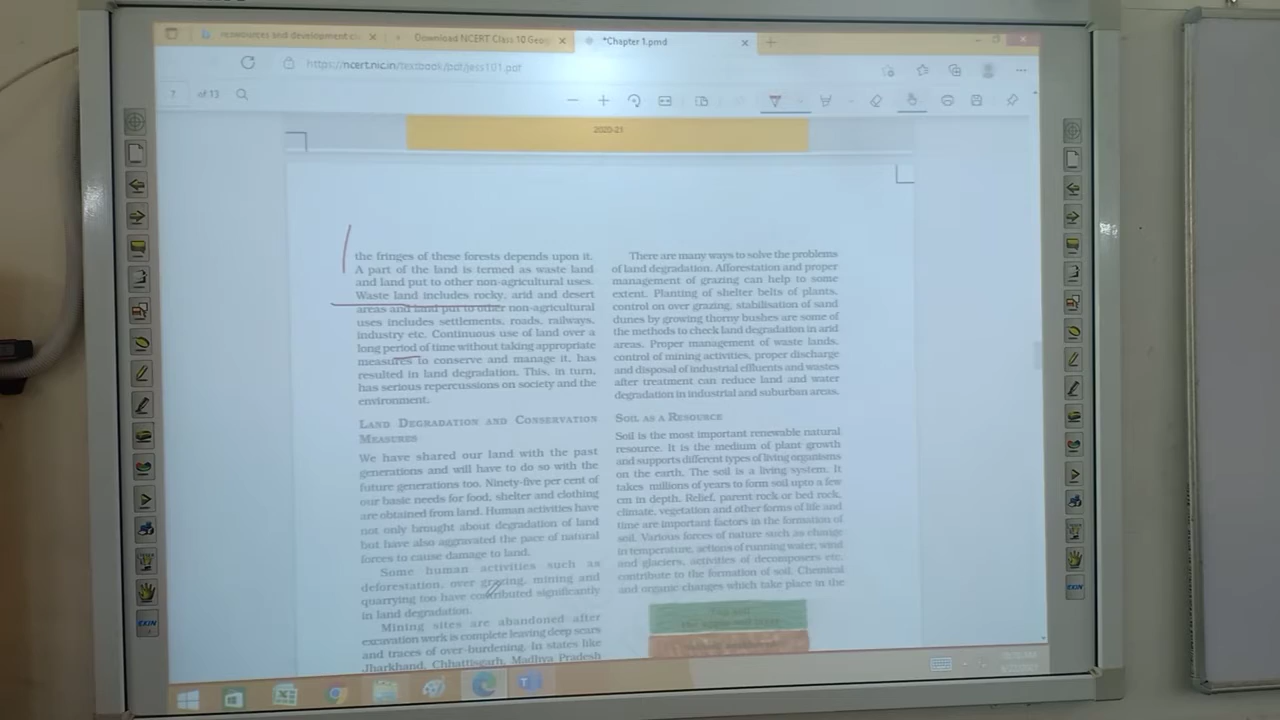 resources and development cl
Download NCERT Class 10 Geog
*Chapter 1.pmd
https://ncert.nic.in/textbook/pdf/jess101.pdf
7 of 13
2020-21
the fringes of these forests depends upon it.
A part of the land is termed as waste land
and land put to other non-agricultural uses.
Waste land includes rocky, arid and desert
areas and land put to other non-agricultural
uses includes settlements, roads, railways,
industry etc. Continuous use of land over a
long period of time without taking appropriate
measures to conserve and manage it, has
resulted in land degradation. This, in turn,
has serious repercussions on society and the
environment.
LAND DEGRADATION AND CONSERVATION
MEASURES
We have shared our land with the past
generations and will have to do so with the
future generations too. Ninety-five per cent of
our basic needs for food, shelter and clothing
are obtained from land. Human activities have
not only brought about degradation of land
but have also aggravated the pace of natural
forces to cause damage to land.
Some human activities such as
deforestation, over grazing, mining and
quarrying too have contributed significantly
in land degradation.
Mining sites are abandoned after
excavation work is complete leaving deep scars
and traces of over-burdening. In states like
Jharkhand, Chhattisgarh, Madhya Pradesh
There are many ways to solve the problems
of land degradation. Afforestation and proper
management of grazing can help to some
extent. Planting of shelter belts of plants,
control on over grazing, stabilisation of sand
dunes by growing thorny bushes are some of
the methods to check land degradation in arid
areas. Proper management of waste lands,
control of mining activities, proper discharge
and disposal of industrial effluents and wastes
after treatment can reduce land and water
degradation in industrial and suburban areas.
SOIL AS A RESOURCE
Soil is the most important renewable natural
resource. It is the medium of plant growth
and supports different types of living organisms
on the earth. The soil is a living system. It
takes millions of years to form soil upto a few
cm in depth. Relief, parent rock or bed rock,
climate, vegetation and other forms of life and
time are important factors in the formation of
soil. Various forces of nature such as change
in temperature, actions of running water, wind
and glaciers, activities of decomposers etc.
contribute to the formation of soil. Chemical
and organic changes which take place in the
Top soil
the upper soil layer
EXIN
EXIN